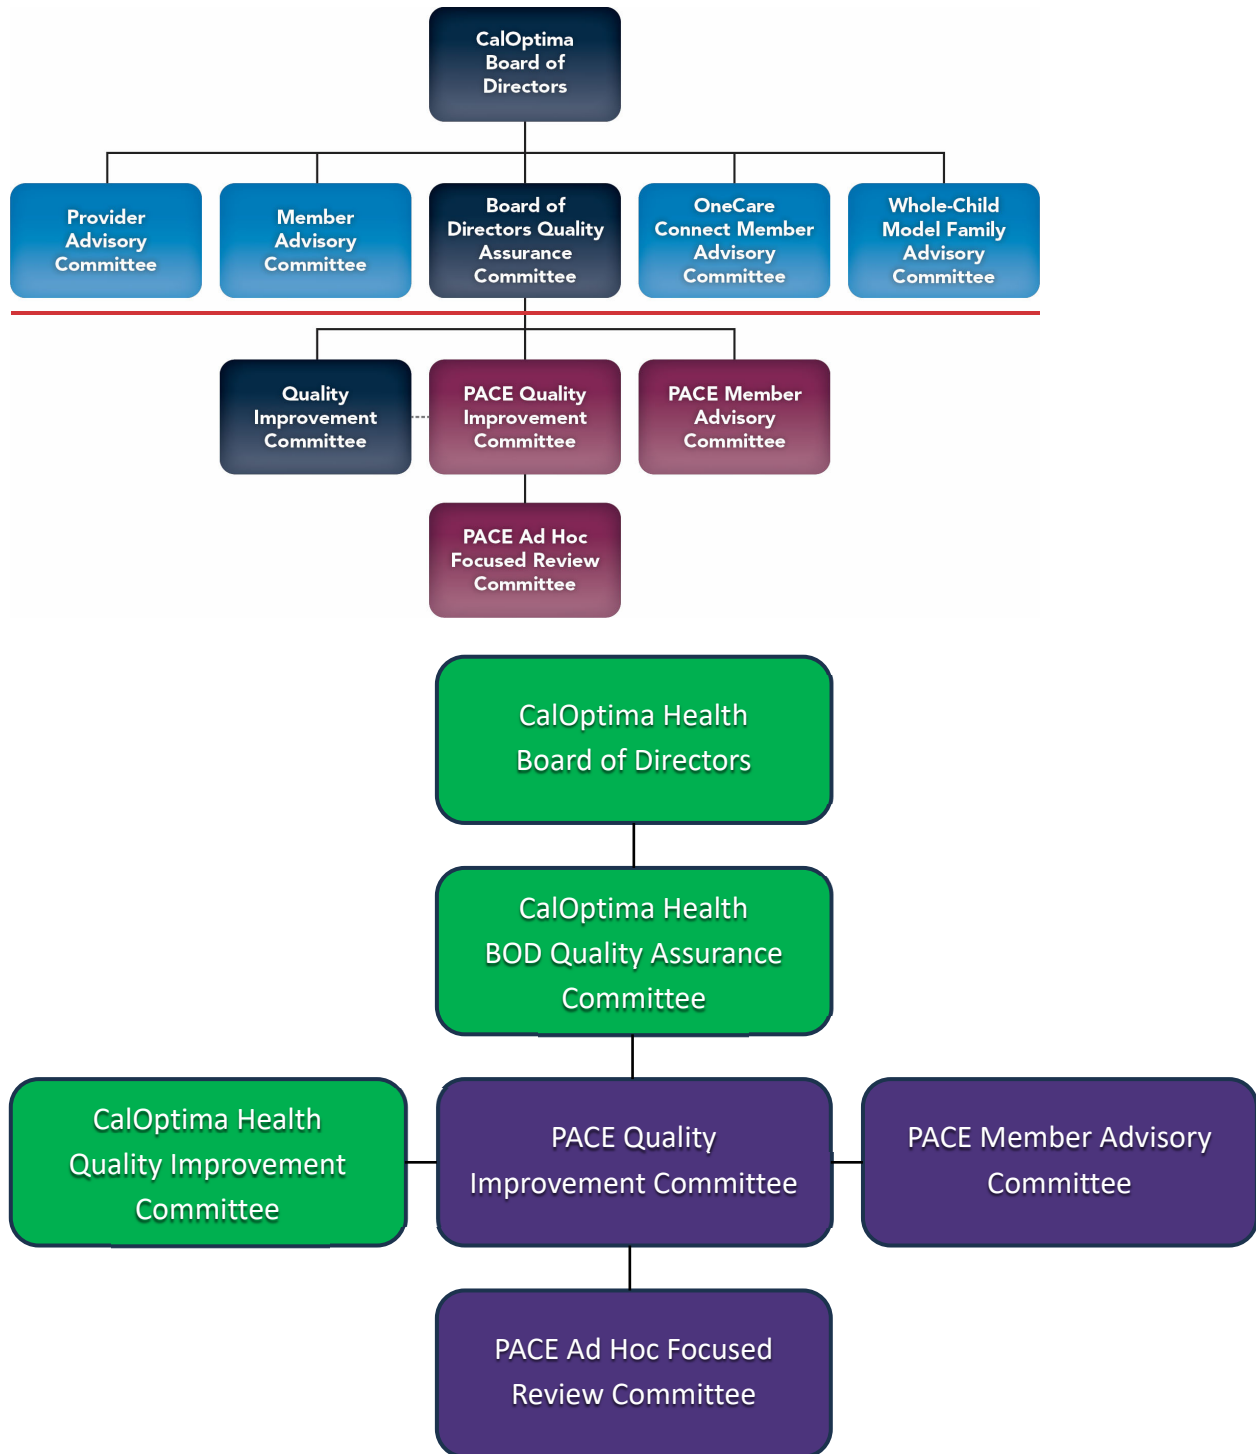 CalOptima
Board of
Directors
Provider
Advisory
Committee
Member
Advisory
Committee
Board of
Directors Quality
Assurance
Committee
OneCare
Connect Member
Advisory
Committee
Whole-Child
Model Family
Advisory
Committee
Quality
Improvement
Committee
PACE Quality
Improvement
Committee
PACE Member
Advisory
Committee
PACE Ad Hoc
Focused Review
Committee
CalOptima Health
Board of Directors
CalOptima Health
BOD Quality Assurance
Committee
CalOptima Health
Quality Improvement
Committee
PACE Quality
Improvement Committee
PACE Member Advisory
Committee
PACE Ad Hoc Focused
Review Committee